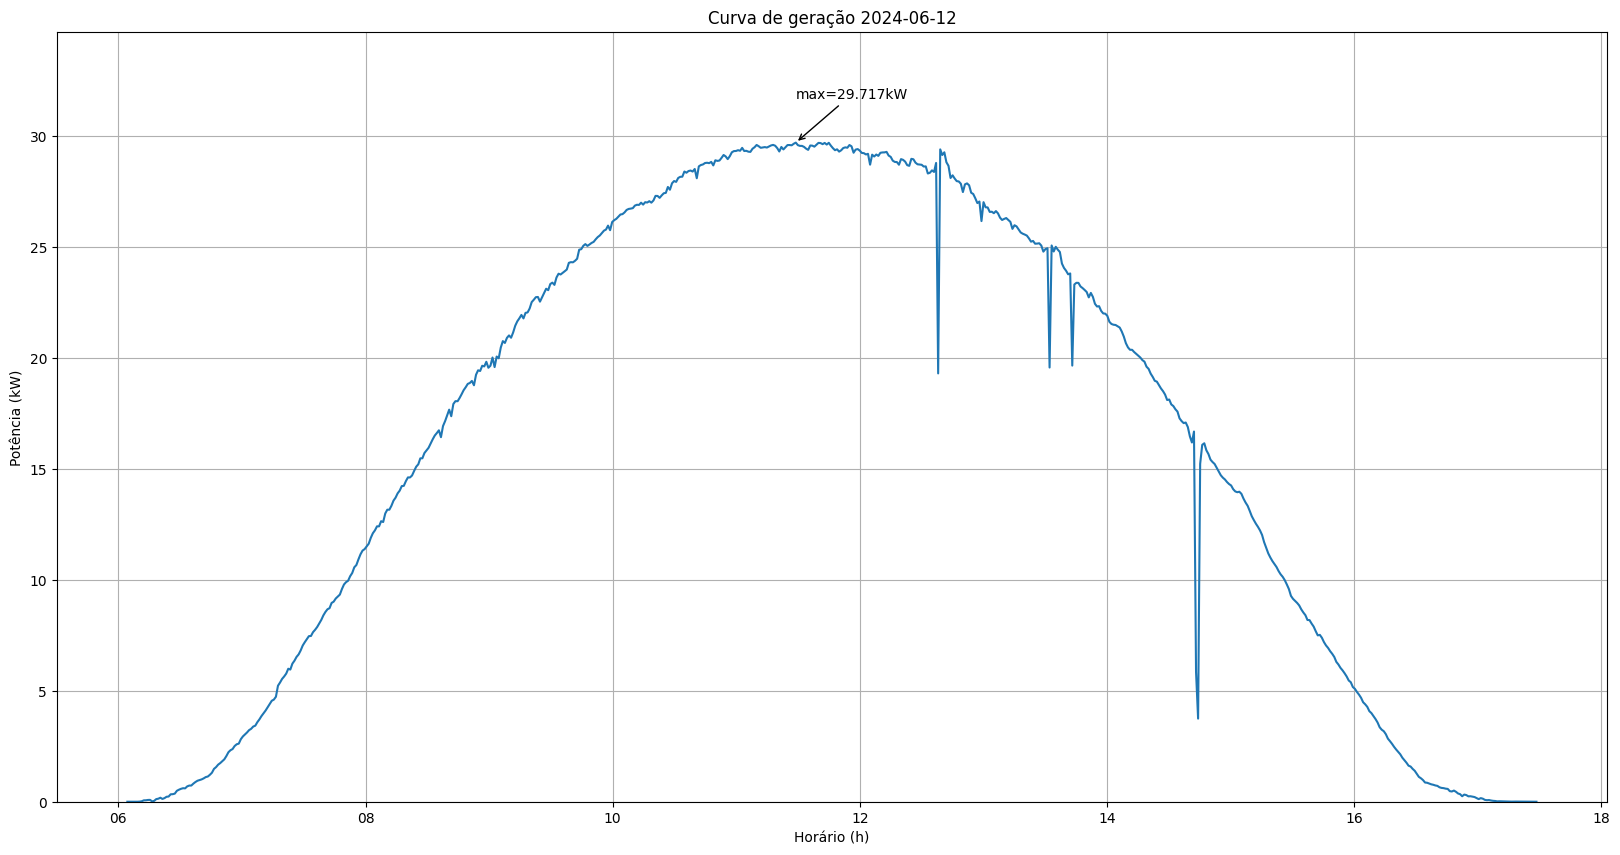 Curva de geração 2024-06-12
max=29.717kW
Potência (kW)
30
25
20
15
10
5
0
06 08 10 12 14 16 18
Horário (h)